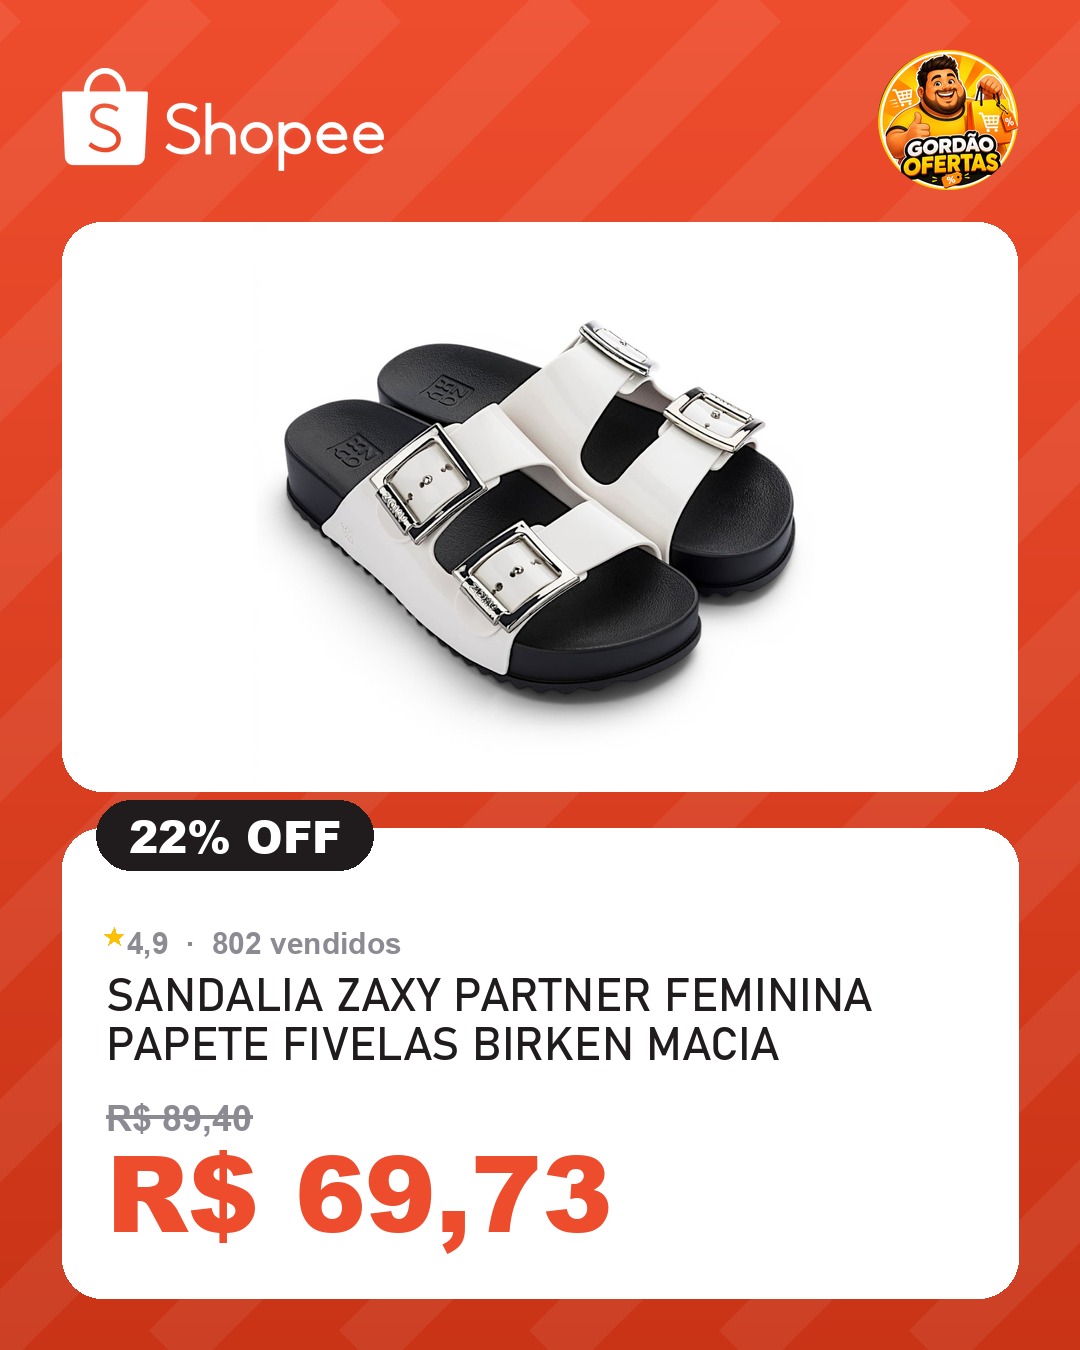 Shopee
GORDÃO
OFERTAS
22% OFF
4,9 · 802 vendidos
SANDALIA ZAXY PARTNER FEMININA
PAPETE FIVELAS BIRKEN MACIA
R$ 89,40
R$ 69,73